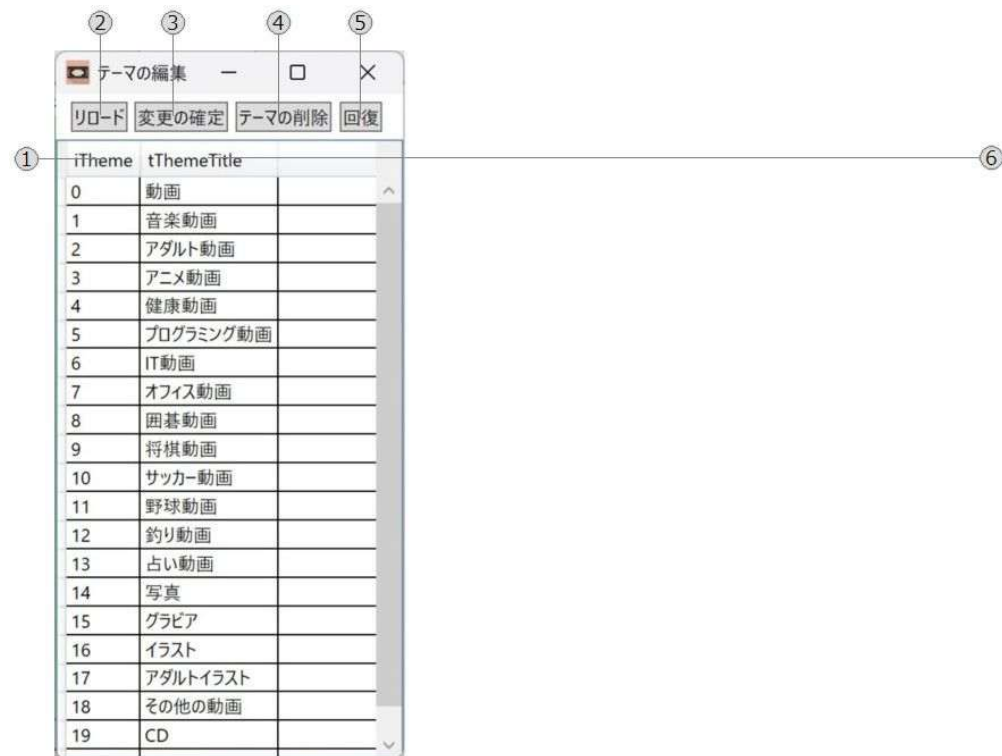 ② ③ ④ ⑤
テーマの編集
リロード 変更の確定 テーマの削除 回復
① iTheme tThemeTitle ⑥
0 動画
1 音楽動画
2 アダルト動画
3 アニメ動画
4 健康動画
5 プログラミング動画
6 IT動画
7 オフィス動画
8 囲碁動画
9 将棋動画
10 サッカー動画
11 野球動画
12 釣り動画
13 占い動画
14 写真
15 グラビア
16 イラスト
17 アダルトイラスト
18 その他の動画
19 CD